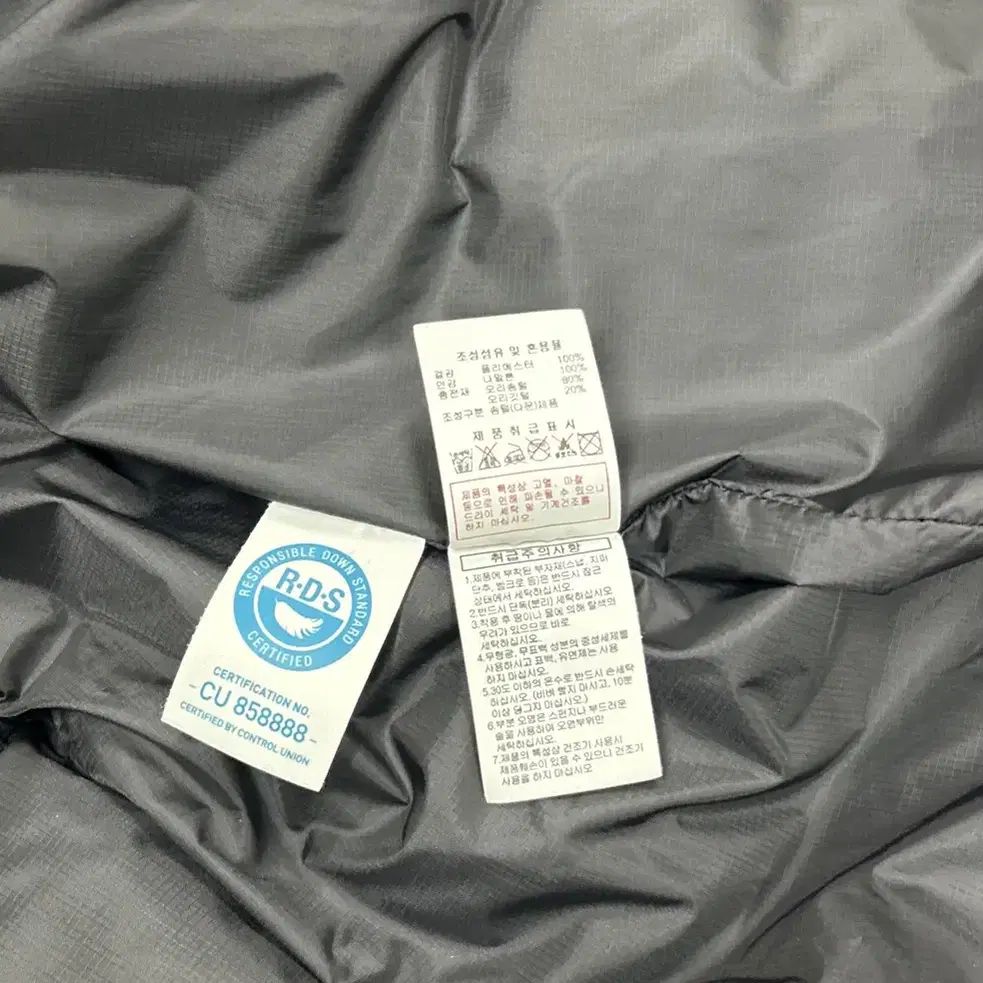 조성섬유 및 혼용율
겉감 폴리에스터 100%
안감 나일론 100%
충전재 오리솜털 80%
오리깃털 20%
조성구분 솜털(다운)제품
제품취급표시
제품의 특성상 고열, 마찰
등으로 인해 파손될 수 있으니
드라이 세탁 및 기계건조를
하지 마십시오.
취급주의사항
1.제품에 부착된 부자재(스냅, 지퍼
단추, 벨크로 등)은 반드시 잠근
상태에서 세탁하십시오.
2.반드시 단독(분리) 세탁하십시오
3.착용 후 땀이나 물에 의해 탈색의
우려가 있으므로 바로
세탁하십시오.
4.무형광, 무표백 성분의 중성세제를
사용하시고 표백, 유연제는 사용
하지 마십시오.
5.30도 이하의 온수로 반드시 손세탁
하십시오. (비벼 빨지 마시고, 10분
이상 담그지 마십시오.)
6.부분 오염은 스펀지나 부드러운
솔을 사용하여 오염부위만
세탁하십시오.
7.제품의 특성상 건조기 사용시
제품훼손이 있을 수 있으니 건조기
사용을 하지 마십시오
RESPONSIBLE DOWN STANDARD
R·D·S
CERTIFIED
CERTIFICATION NO.
- CU 858888 -
CERTIFIED BY CONTROL UNION